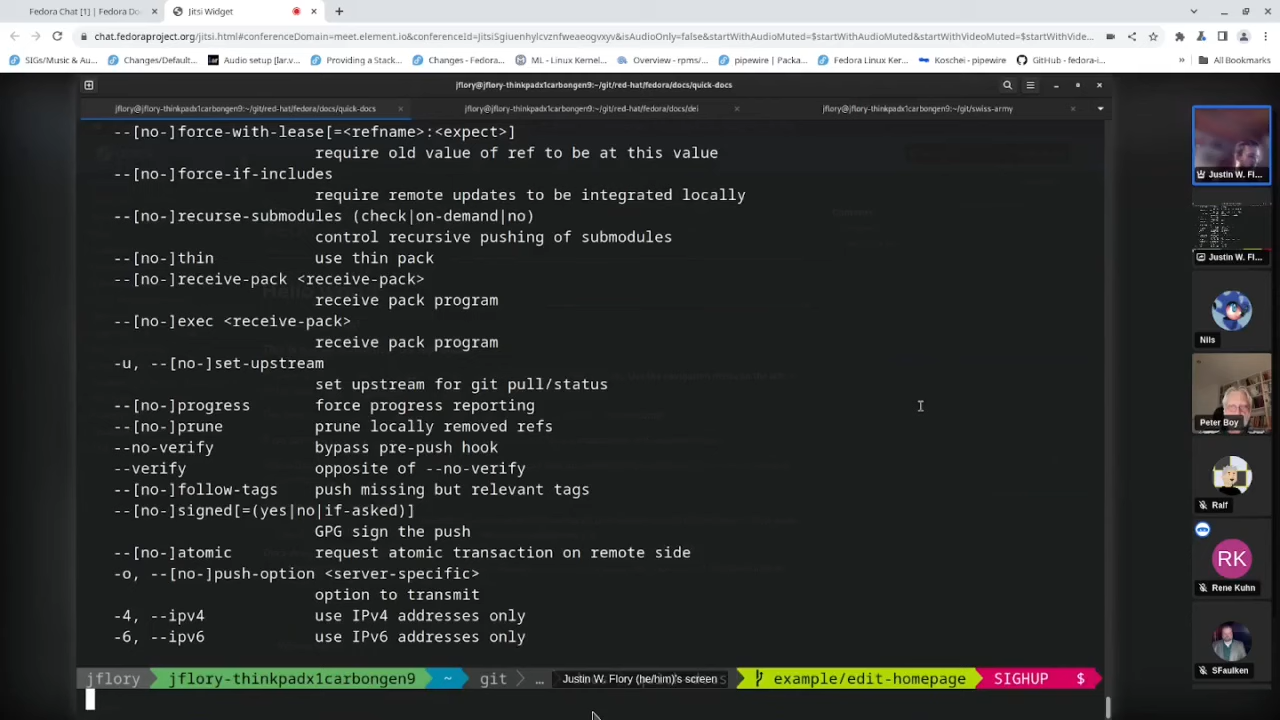 Fedora Chat [1] | Fedora Do
Jitsi Widget
chat.fedoraproject.org/jitsi.html#conferenceDomain=meet.element.io&conferenceId=JitsiSgiuenhylcvznfweaeogvxyv&isAudioOnly=false&startWithAudioMuted=$startWithAudioMuted&startWithVideoMuted=$startWithVide…
SIGs/Music & Au…
Changes/Default…
Audio setup [lar.v…
Providing a Stack…
Changes - Fedora…
ML - Linux Kernel…
Overview - rpms/…
pipewire | Packa…
Fedora Linux Ker…
Koschei - pipewire
GitHub - fedora-i…
»
All Bookmarks
jflory@jflory-thinkpadx1carbongen9:~/git/red-hat/fedora/docs/quick-docs
jflory@jflory-thinkpadx1carbongen9:~/git/red-hat/fedora/docs/quick-docs
jflory@jflory-thinkpadx1carbongen9:~/git/red-hat/fedora/docs/dei
jflory@jflory-thinkpadx1carbongen9:~/git/swiss-army
--[no-]force-with-lease[=<refname>:<expect>]
require old value of ref to be at this value
--[no-]force-if-includes
require remote updates to be integrated locally
--[no-]recurse-submodules (check|on-demand|no)
control recursive pushing of submodules
--[no-]thin use thin pack
--[no-]receive-pack <receive-pack>
receive pack program
--[no-]exec <receive-pack>
receive pack program
-u, --[no-]set-upstream
set upstream for git pull/status
--[no-]progress force progress reporting
--[no-]prune prune locally removed refs
--no-verify bypass pre-push hook
--verify opposite of --no-verify
--[no-]follow-tags push missing but relevant tags
--[no-]signed[=(yes|no|if-asked)]
GPG sign the push
--[no-]atomic request atomic transaction on remote side
-o, --[no-]push-option <server-specific>
option to transmit
-4, --ipv4 use IPv4 addresses only
-6, --ipv6 use IPv6 addresses only
jflory jflory-thinkpadx1carbongen9 ~ git … example/edit-homepage SIGHUP $
Justin W. Flory (he/him)'s screen
Justin W. Fl…
Justin W. Fl…
Nils
Peter Boy
Ralf
RK
Rene Kuhn
SFaulken